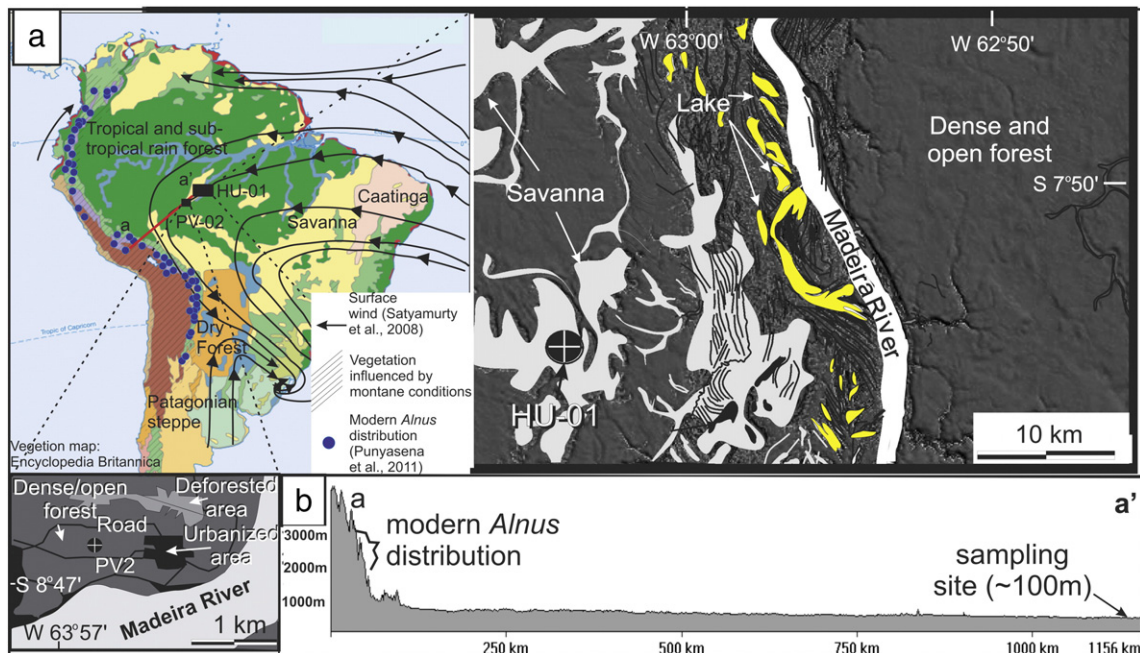 a
Tropical and sub-
tropical rain forest
a'
HU-01
PV-02
Caatinga
Savanna
a
Tropic of Capricorn
Dry
Forest
Patagonian
steppe
Vegetion map:
Encyclopedia Britannica
Surface
wind (Satyamurty
et al., 2008)
Vegetation
influenced by
montane conditions
Modern Alnus
distribution
(Punyasena
et al., 2011)
W 63°00'
W 62°50'
Lake
Dense and
open forest
S 7°50'
Savanna
Madeira River
HU-01
10 km
Dense/open
forest
Deforested
area
Road
Urbanized
area
PV2
S 8°47'
Madeira River
W 63°57'
1 km
b
a
a'
modern Alnus
distribution
3000m
2000m
1000m
sampling
site (~100m)
250 km
500 km
750 km
1000 km
1156 km